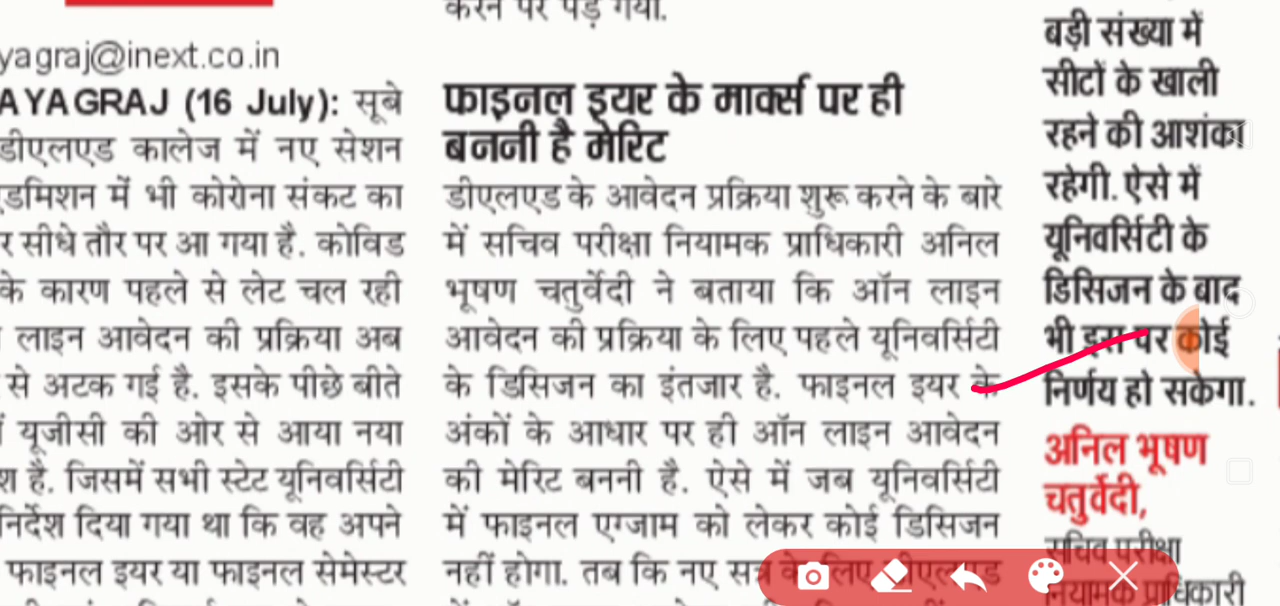 yagraj@inext.co.in
AYAGRAJ (16 July): सूबे
डीएलएड कालेज में नए सेशन
एडमिशन में भी कोरोना संकट का
र सीधे तौर पर आ गया है. कोविड
के कारण पहले से लेट चल रही
लाइन आवेदन की प्रक्रिया अब
से अटक गई है. इसके पीछे बीते
यूजीसी की ओर से आया नया
श है. जिसमें सभी स्टेट यूनिवर्सिटी
निर्देश दिया गया था कि वह अपने
फाइनल इयर या फाइनल सेमेस्टर
करने पर पड़ गया.
फाइनल इयर के मार्क्स पर ही
बननी है मेरिट
डीएलएड के आवेदन प्रक्रिया शुरू करने के बारे
में सचिव परीक्षा नियामक प्राधिकारी अनिल
भूषण चतुर्वेदी ने बताया कि ऑन लाइन
आवेदन की प्रक्रिया के लिए पहले यूनिवर्सिटी
के डिसिजन का इंतजार है. फाइनल इयर के
अंकों के आधार पर ही ऑन लाइन आवेदन
की मेरिट बननी है. ऐसे में जब यूनिवर्सिटी
में फाइनल एग्जाम को लेकर कोई डिसिजन
नहीं होगा. तब कि नए सत्र के लिए डीएलएड
बड़ी संख्या में
सीटों के खाली
रहने की आशंका
रहेगी. ऐसे में
यूनिवर्सिटी के
डिसिजन के बाद
भी इस पर कोई
निर्णय हो सकेगा.
अनिल भूषण
चतुर्वेदी,
सचिव परीक्षा
नियामक प्राधिकारी